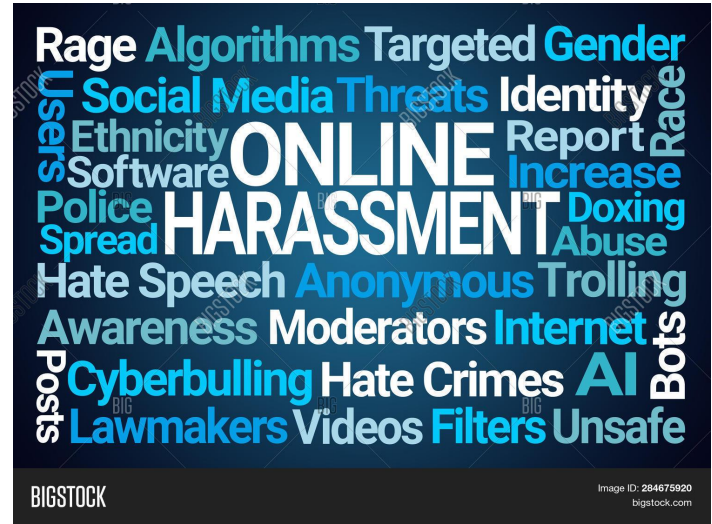 Rage Algorithms Targeted Gender
Users Social Media Threats Identity Race
Ethnicity ONLINE Report
Software Increase
Police HARASSMENT Doxing
Spread Abuse
Hate Speech Anonymous Trolling
Awareness Moderators Internet Bots
Posts Cyberbulling Hate Crimes AI
Lawmakers Videos Filters Unsafe
BIGSTOCK
Image ID: 284675920
bigstock.com